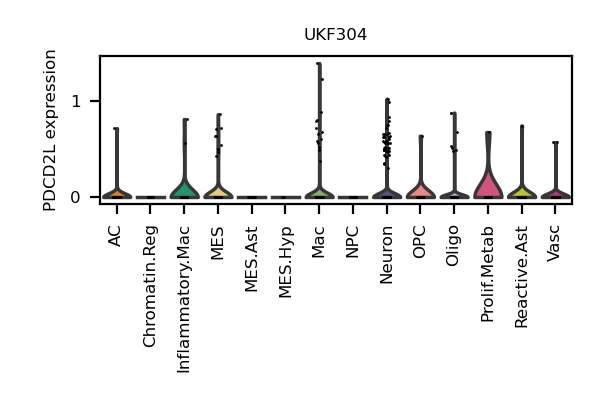 UKF304
PDCD2L expression
1
0
AC
Chromatin.Reg
Inflammatory.Mac
MES
MES.Ast
MES.Hyp
Mac
NPC
Neuron
OPC
Oligo
Prolif.Metab
Reactive.Ast
Vasc